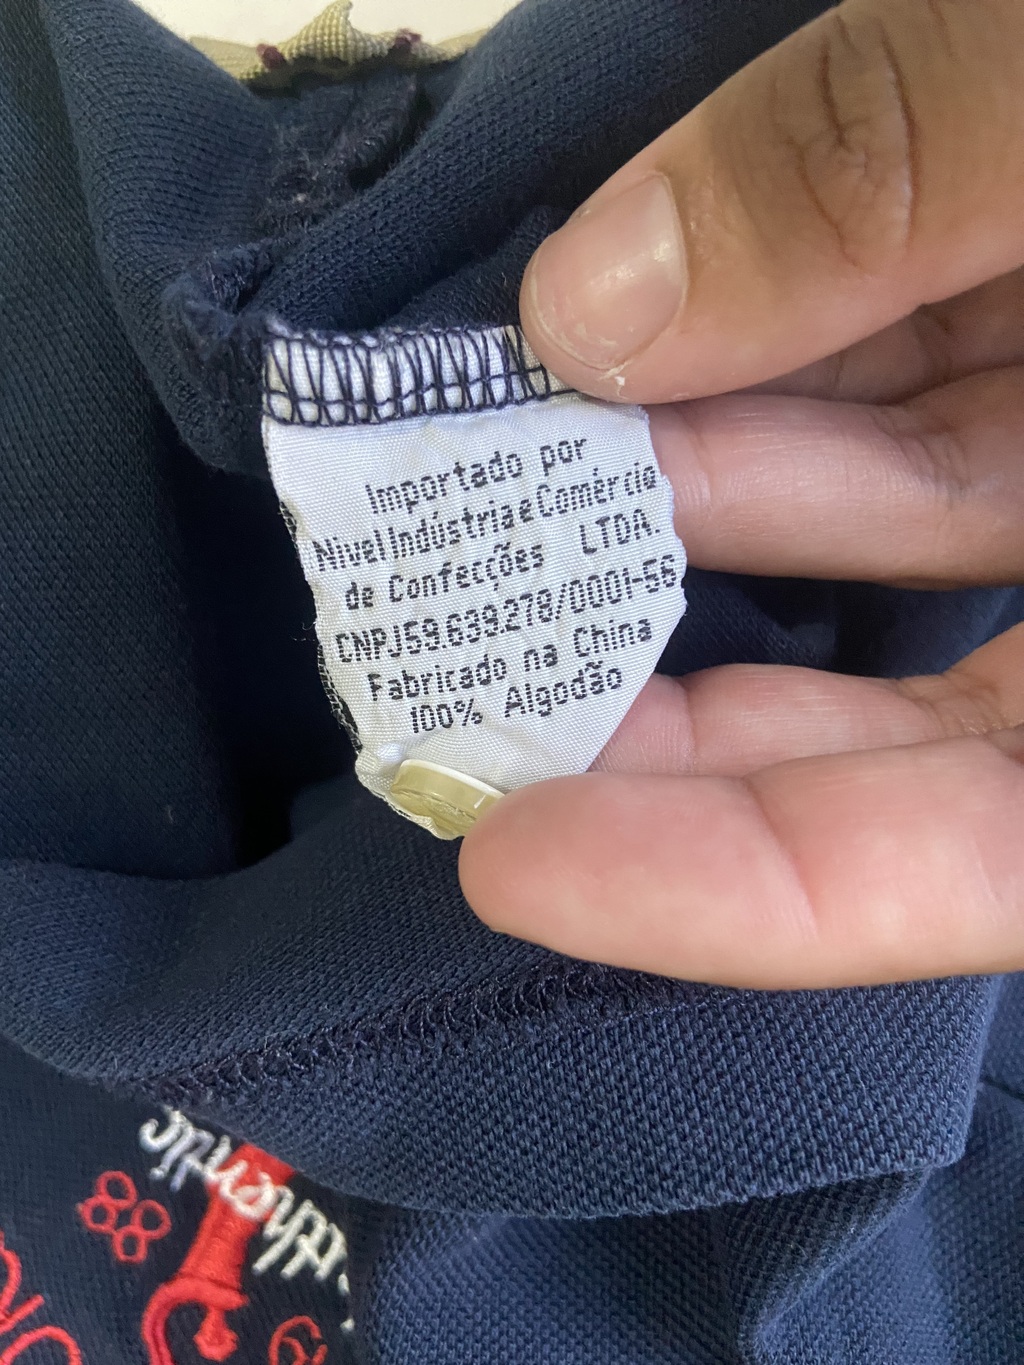 Importado por
Nivel Indústria e Comércio
de Confecções LTDA.
CNPJ59.639.278/0001-56
Fabricado na China
100% Algodão